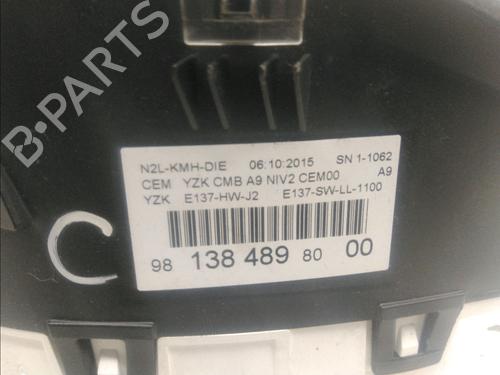 N2L-KMH-DIE 06.10.2015 SN 1-1062
CEM YZK CMB A9 NIV2 CEM00 A9
YZK E137-HW-J2 E137-SW-LL-1100
98 138 489 80 00
C
B-PARTS